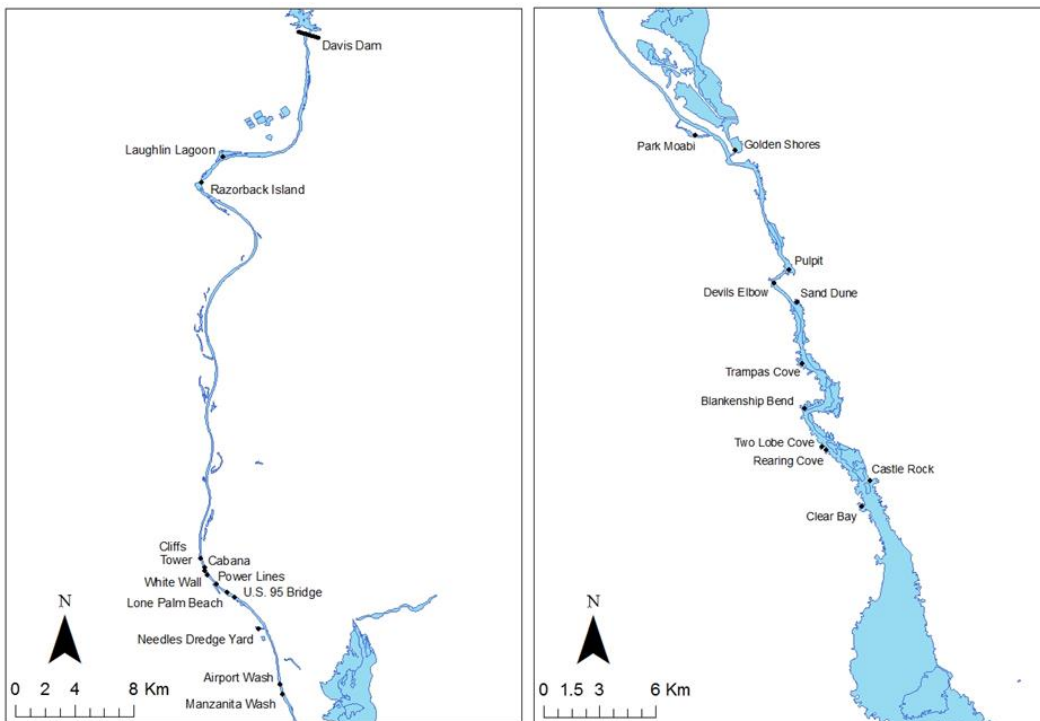 Davis Dam
Laughlin Lagoon
Razorback Island
Cliffs
Tower
Cabana
White Wall
Power Lines
U.S. 95 Bridge
Lone Palm Beach
Needles Dredge Yard
Airport Wash
Manzanita Wash
N
0 2 4 8 Km
Park Moabi
Golden Shores
Pulpit
Devils Elbow
Sand Dune
Trampas Cove
Blankenship Bend
Two Lobe Cove
Rearing Cove
Castle Rock
Clear Bay
N
0 1.5 3 6 Km